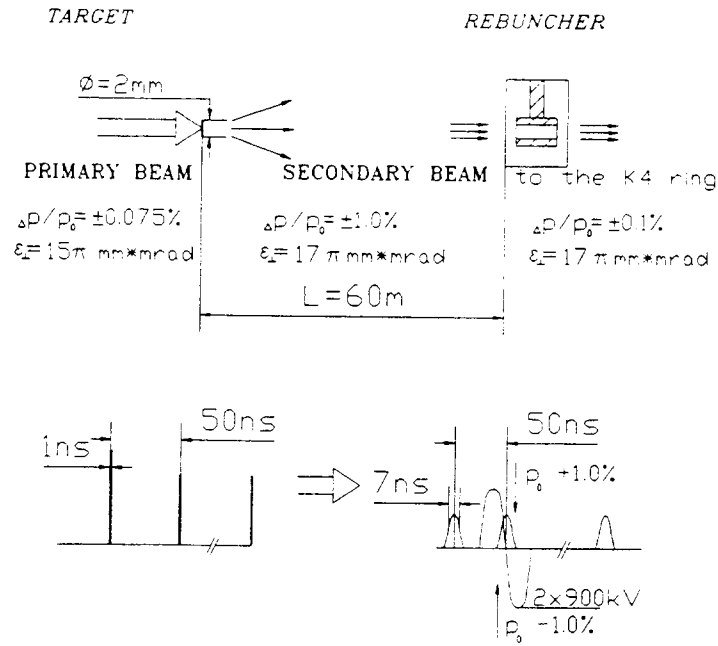 TARGET
REBUNCHER
Ø=2mm
PRIMARY BEAM
SECONDARY BEAM
to the K4 ring
Δp/p₀=±0.075%
Δp/p₀=±1.0%
Δp/p₀=±0.1%
ε⊥=15π mm*mrad
ε⊥=17 π mm*mrad
ε⊥=17 π mm*mrad
L=60m
50ns
50ns
1ns
7ns
p₀ +1.0%
2x900kV
p₀ -1.0%